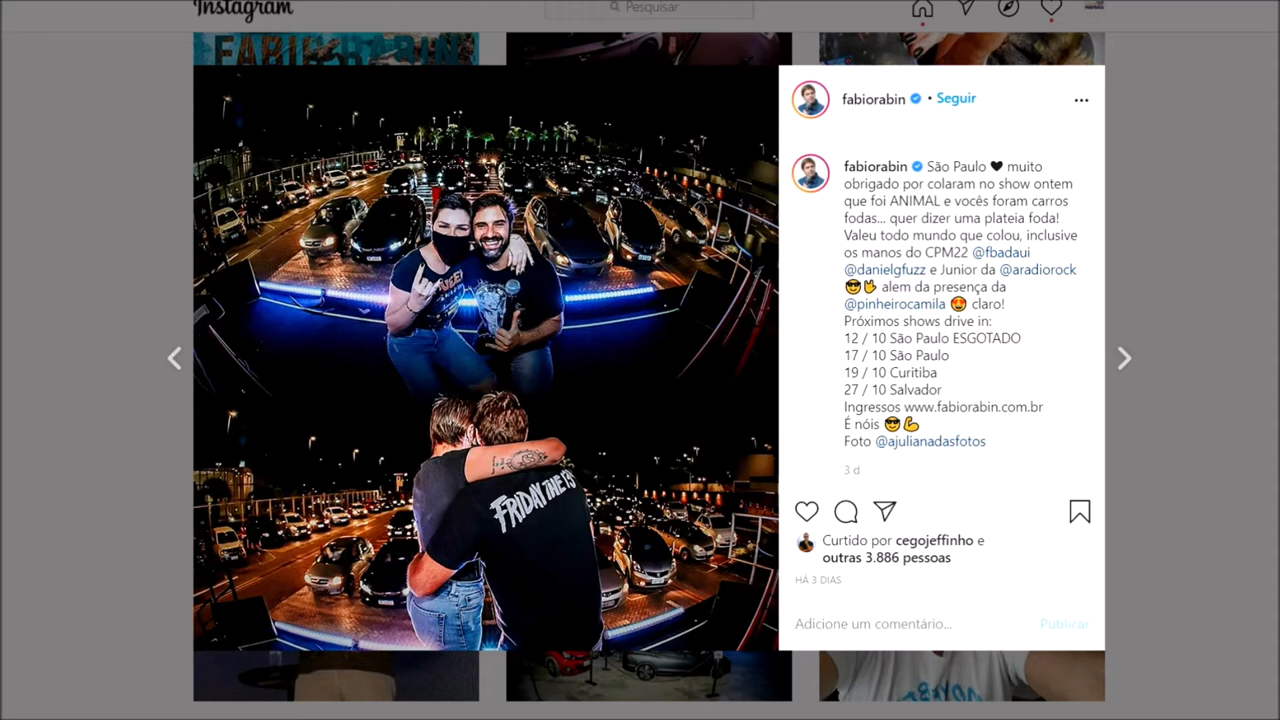 Instagram
Pesquisar
FABIO RABIN
fabiorabin • Seguir
fabiorabin São Paulo 🖤 muito
obrigado por colaram no show ontem
que foi ANIMAL e vocês foram carros
fodas... quer dizer uma plateia foda!
Valeu todo mundo que colou, inclusive
os manos do CPM22 @fbadaui
@danielgfuzz e Junior da @aradiorock
😎🤟 alem da presença da
@pinheirocamila 😍 claro!
Próximos shows drive in:
12 / 10 São Paulo ESGOTADO
17 / 10 São Paulo
19 / 10 Curitiba
27 / 10 Salvador
Ingressos www.fabiorabin.com.br
É nóis 😎💪
Foto @ajulianadasfotos
3 d
Curtido por cegojeffinho e
outras 3.886 pessoas
HÁ 3 DIAS
Adicione um comentário...
Publicar
FRIDAY THE 13